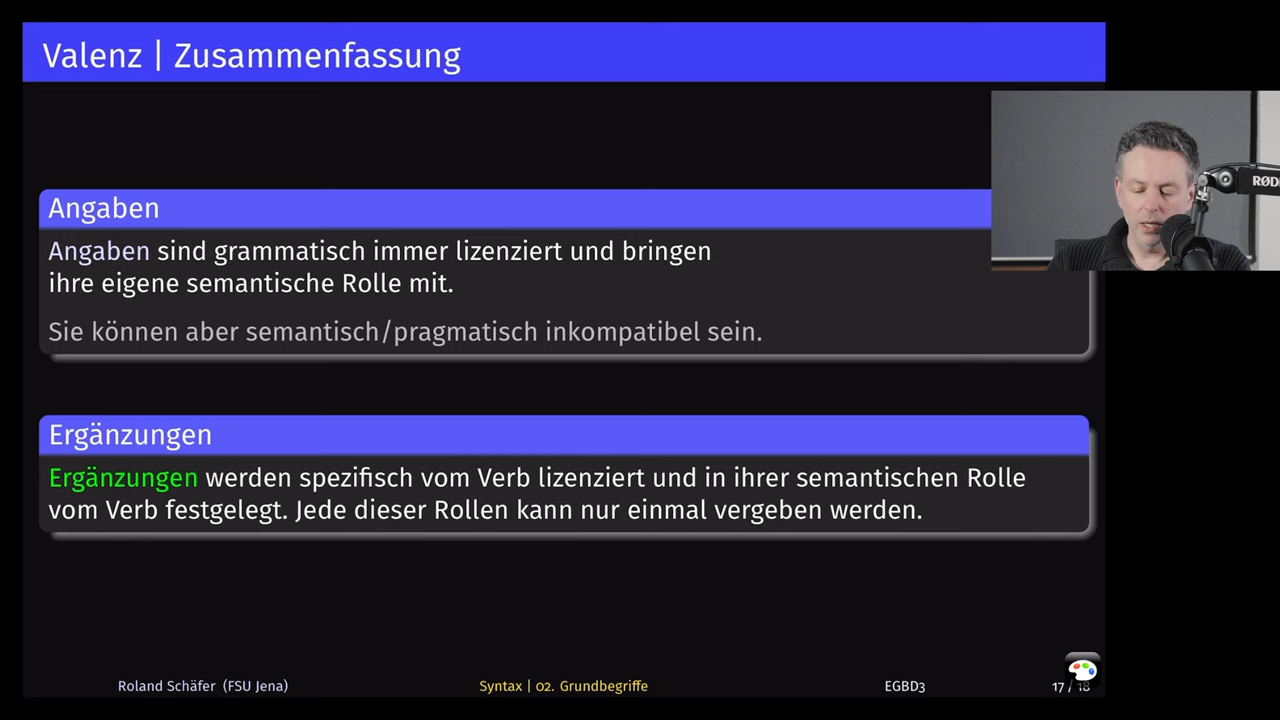 Valenz | Zusammenfassung
Angaben
Angaben sind grammatisch immer lizenziert und bringen
ihre eigene semantische Rolle mit.
Sie können aber semantisch/pragmatisch inkompatibel sein.
Ergänzungen
Ergänzungen werden spezifisch vom Verb lizenziert und in ihrer semantischen Rolle
vom Verb festgelegt. Jede dieser Rollen kann nur einmal vergeben werden.
Roland Schäfer (FSU Jena)
Syntax | 02. Grundbegriffe
EGBD3
17 / 18